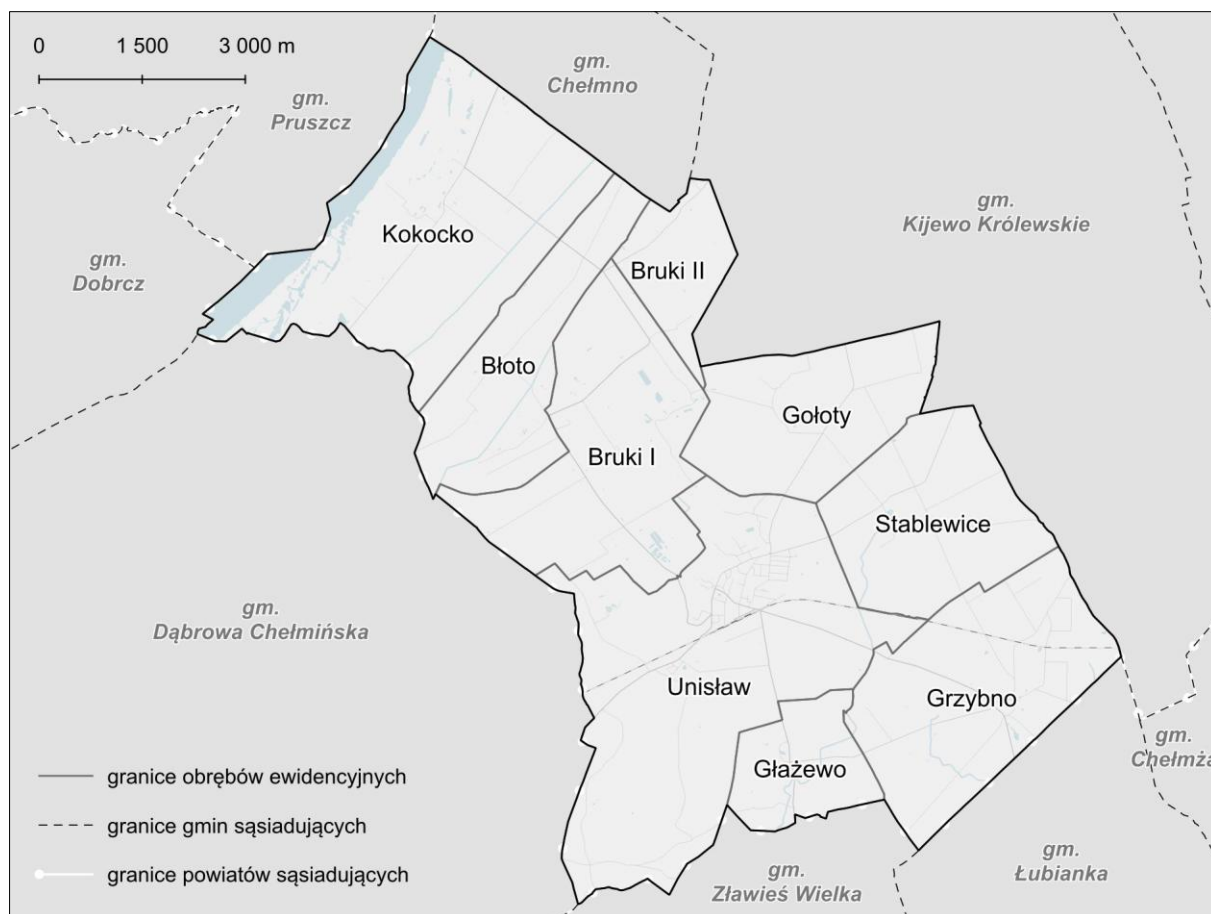 0 1 500 3 000 m
gm.
Pruszcz
gm.
Chełmno
gm.
Kijewo Królewskie
gm.
Dobrcz
Kokocko
Bruki II
Błoto
Gołoty
Bruki I
Stablewice
gm.
Dąbrowa Chełmińska
Unisław
Grzybno
Głażewo
gm.
Chełmża
granice obrębów ewidencyjnych
granice gmin sąsiadujących
granice powiatów sąsiadujących
gm.
Zławieś Wielka
gm.
Łubianka